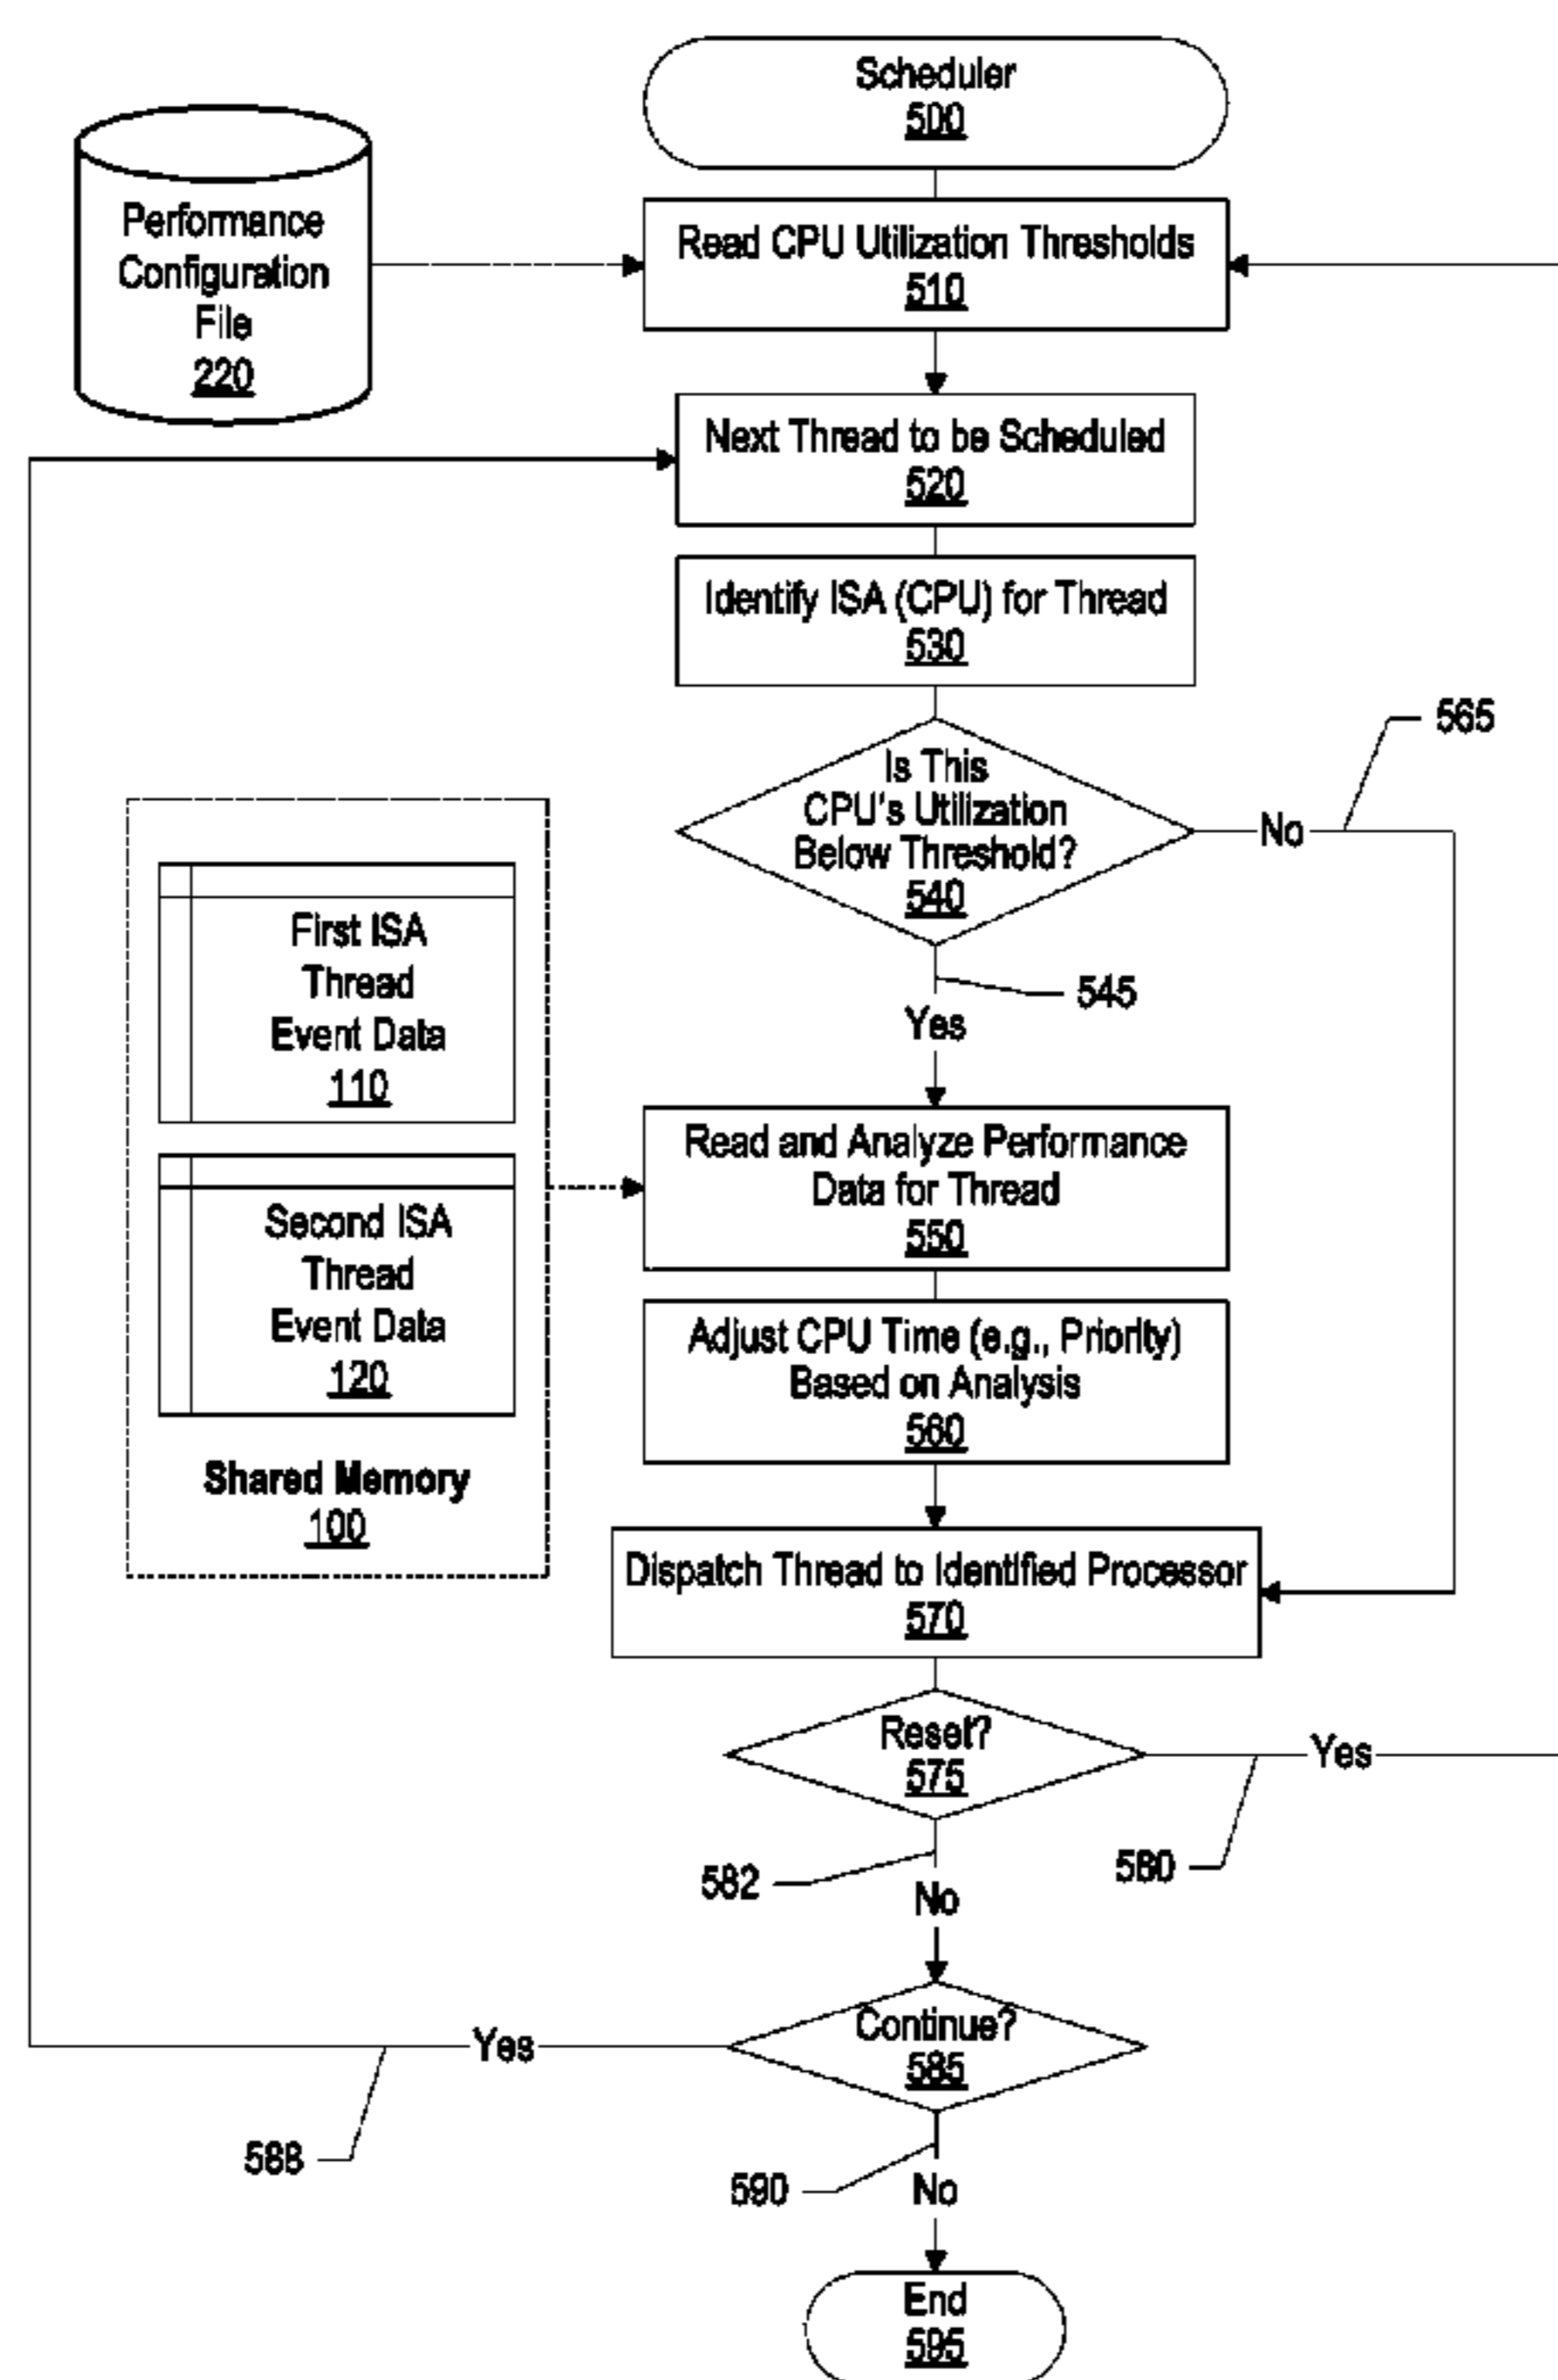 Scheduler
500
Performance
Configuration
File
220
Read CPU Utilization Thresholds
510
Next Thread to be Scheduled
520
Identify ISA (CPU) for Thread
530
565
Is This
CPU's Utilization
Below Threshold?
540
No
545
Yes
First ISA
Thread
Event Data
110
Second ISA
Thread
Event Data
120
Shared Memory
100
Read and Analyze Performance
Data for Thread
550
Adjust CPU Time (e.g., Priority)
Based on Analysis
560
Dispatch Thread to Identified Processor
570
Reset?
575
Yes
580
582
No
Continue?
585
Yes
588
590
No
End
595